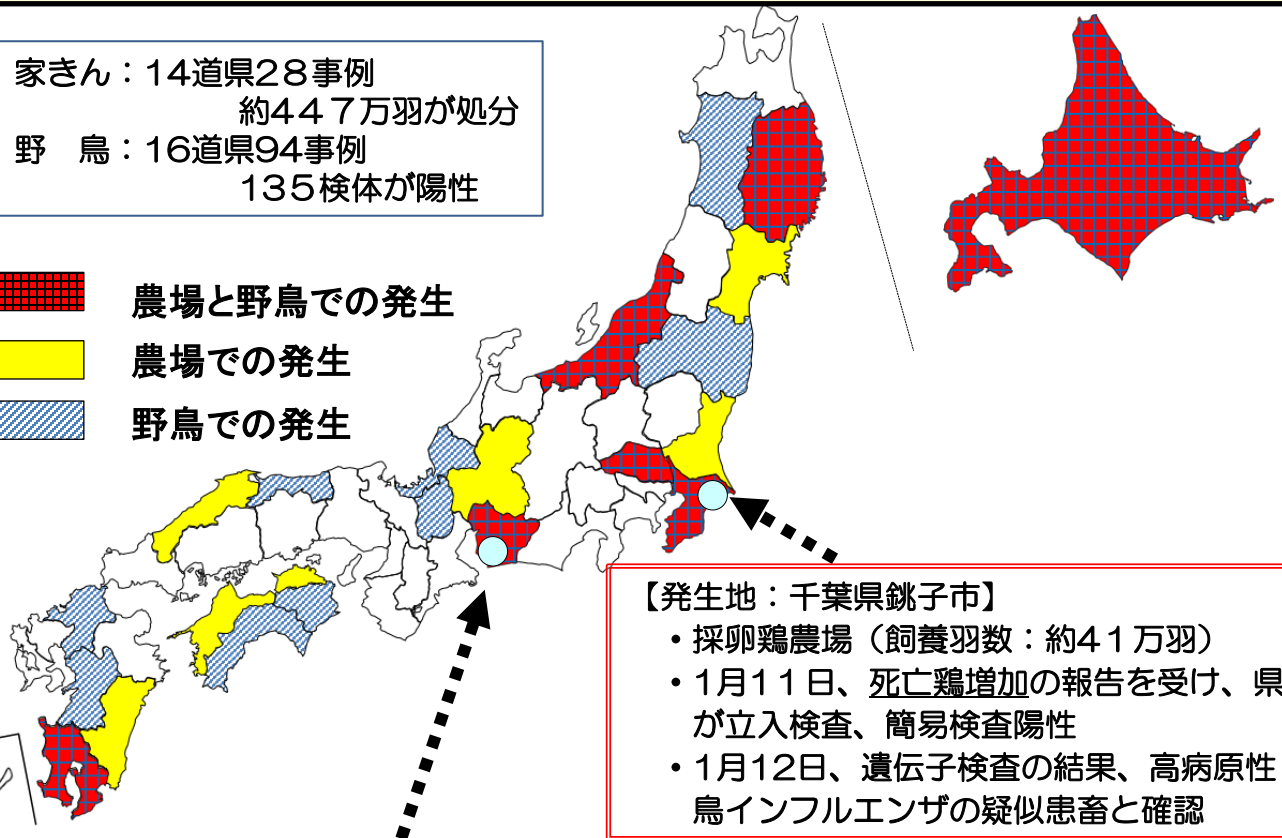 家きん：14道県28事例
約447万羽が処分
野　鳥：16道県94事例
135検体が陽性
農場と野鳥での発生
農場での発生
野鳥での発生
【発生地：千葉県銚子市】
・採卵鶏農場（飼養羽数：約41万羽）
・1月11日、死亡鶏増加の報告を受け、県
が立入検査、簡易検査陽性
・1月12日、遺伝子検査の結果、高病原性
鳥インフルエンザの疑似患畜と確認